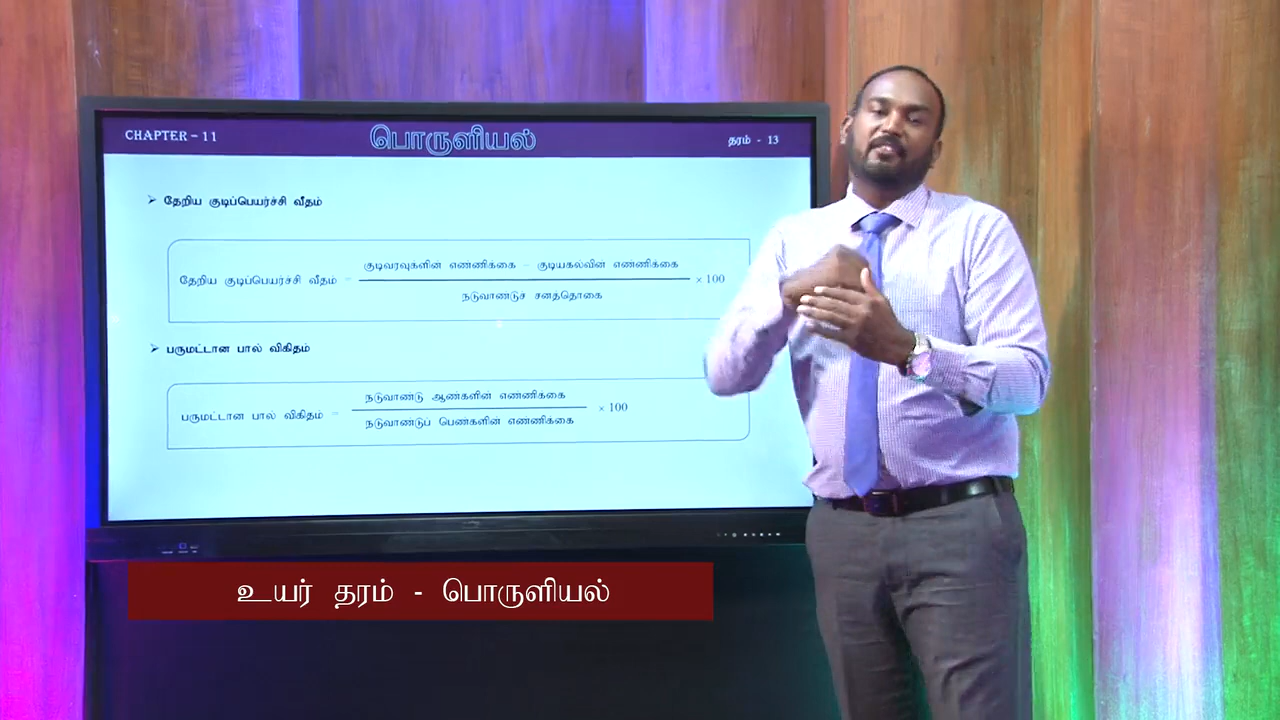 CHAPTER – 11
பொருளியல்
தரம் - 13
➢ தேறிய குடிப்பெயர்ச்சி வீதம்
தேறிய குடிப்பெயர்ச்சி வீதம் = குடிவரவுகளின் எண்ணிக்கை – குடியகல்வின் எண்ணிக்கை × 100
நடுவாண்டுச் சனத்தொகை
➢ பருமட்டான பால் விகிதம்
பருமட்டான பால் விகிதம் = நடுவாண்டு ஆண்களின் எண்ணிக்கை × 100
நடுவாண்டுப் பெண்களின் எண்ணிக்கை
உயர் தரம் - பொருளியல்